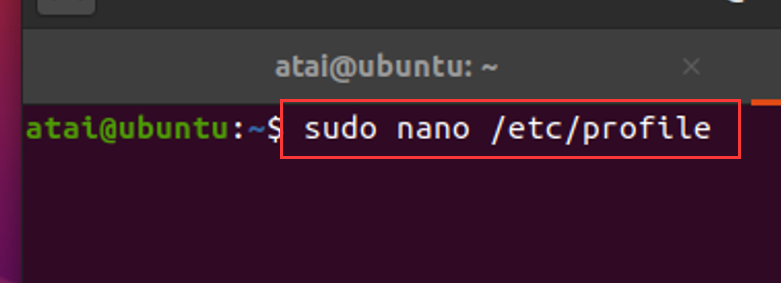 atai@ubuntu: ~
atai@ubuntu:~$ sudo nano /etc/profile